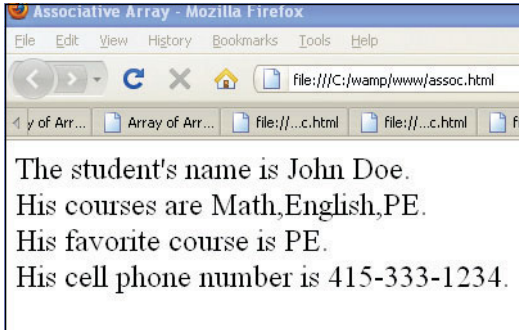 Associative Array - Mozilla Firefox
File Edit View History Bookmarks Tools Help
file:///C:/wamp/www/assoc.html
y of Arr... Array of Arr... file://...c.html file://...c.html f
The student's name is John Doe.
His courses are Math,English,PE.
His favorite course is PE.
His cell phone number is 415-333-1234.